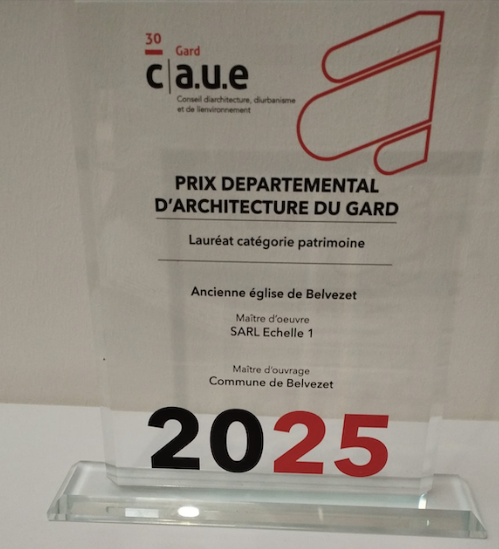 30
Gard
c|a.u.e
Conseil d'architecture, d'urbanisme
et de l'environnement
PRIX DEPARTEMENTAL
D'ARCHITECTURE DU GARD
Lauréat catégorie patrimoine
Ancienne église de Belvezet
Maître d'oeuvre
SARL Echelle 1
Maître d'ouvrage
Commune de Belvezet
2025